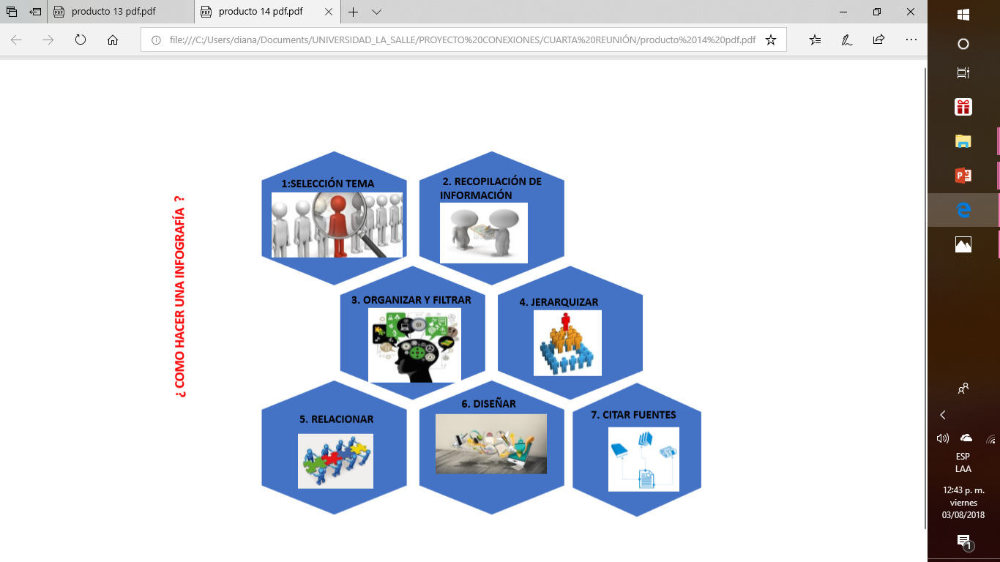 producto 13 pdf.pdf
producto 14 pdf.pdf
file:///C:/Users/diana/Documents/UNIVERSIDAD_LA_SALLE/PROYECTO%20CONEXIONES/CUARTA%20REUNIÓN/producto%2014%20pdf.pdf
¿ COMO HACER UNA INFOGRAFÍA ?
1:SELECCIÓN TEMA
2. RECOPILACIÓN DE
INFORMACIÓN
3. ORGANIZAR Y FILTRAR
4. JERARQUIZAR
5. RELACIONAR
6. DISEÑAR
7. CITAR FUENTES
ESP
LAA
12:43 p. m.
viernes
03/08/2018
1